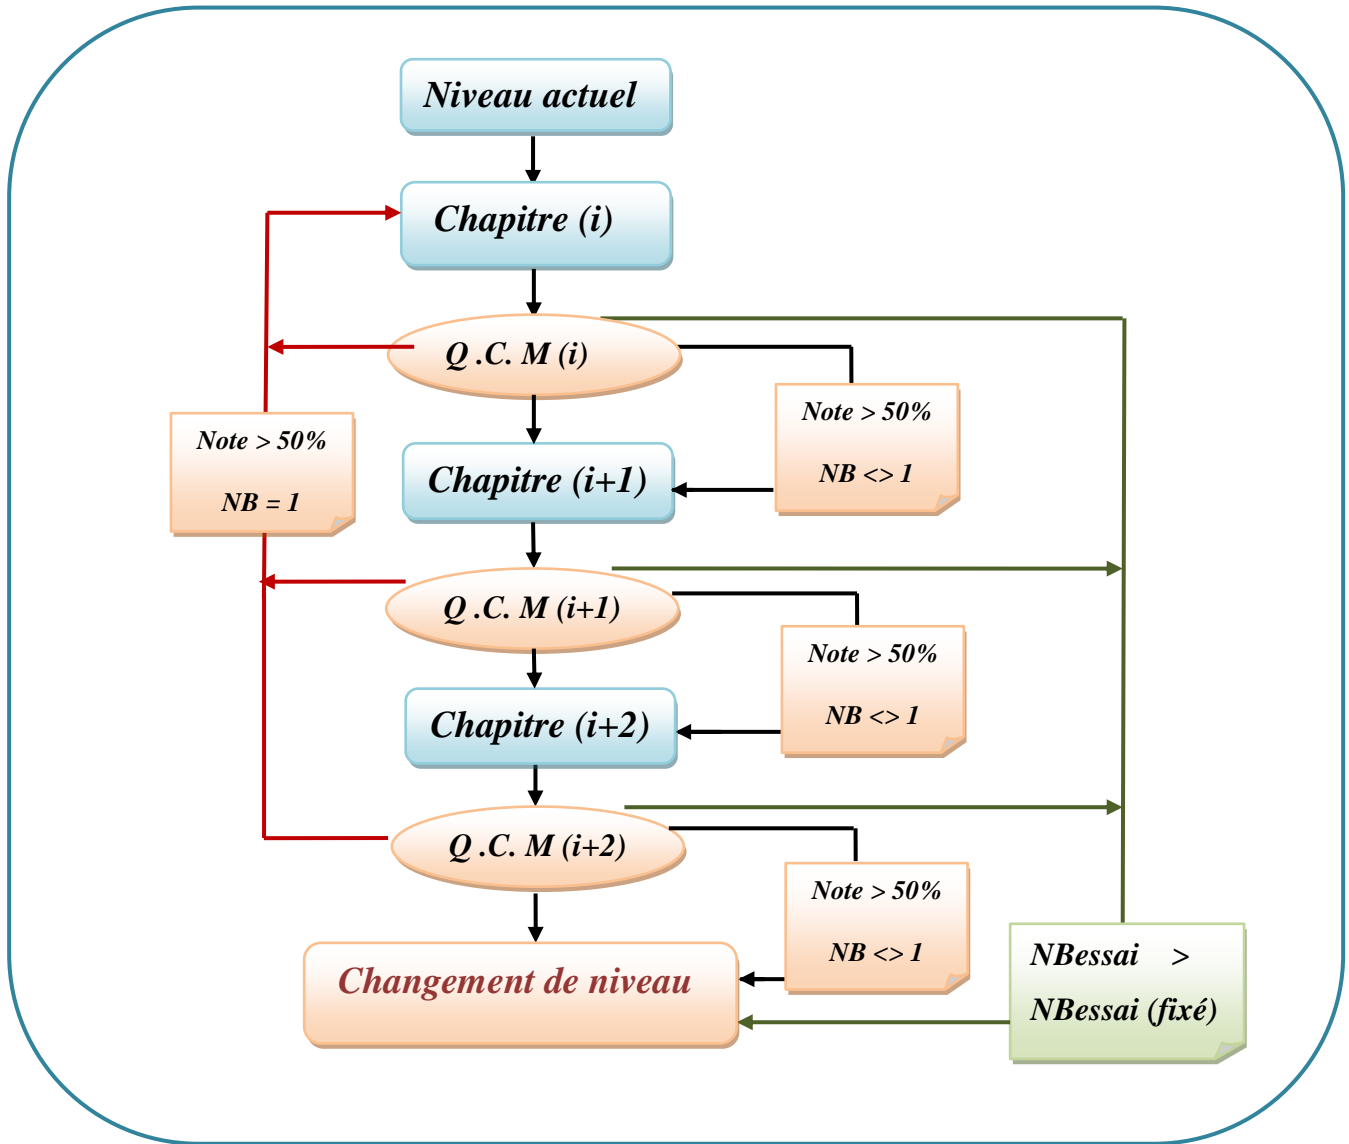 Niveau actuel
Chapitre (i)
Q .C. M (i)
Note > 50%
NB <> 1
Note > 50%
NB = 1
Chapitre (i+1)
Q .C. M (i+1)
Note > 50%
NB <> 1
Chapitre (i+2)
Q .C. M (i+2)
Note > 50%
NB <> 1
NBessai >
NBessai (fixé)
Changement de niveau